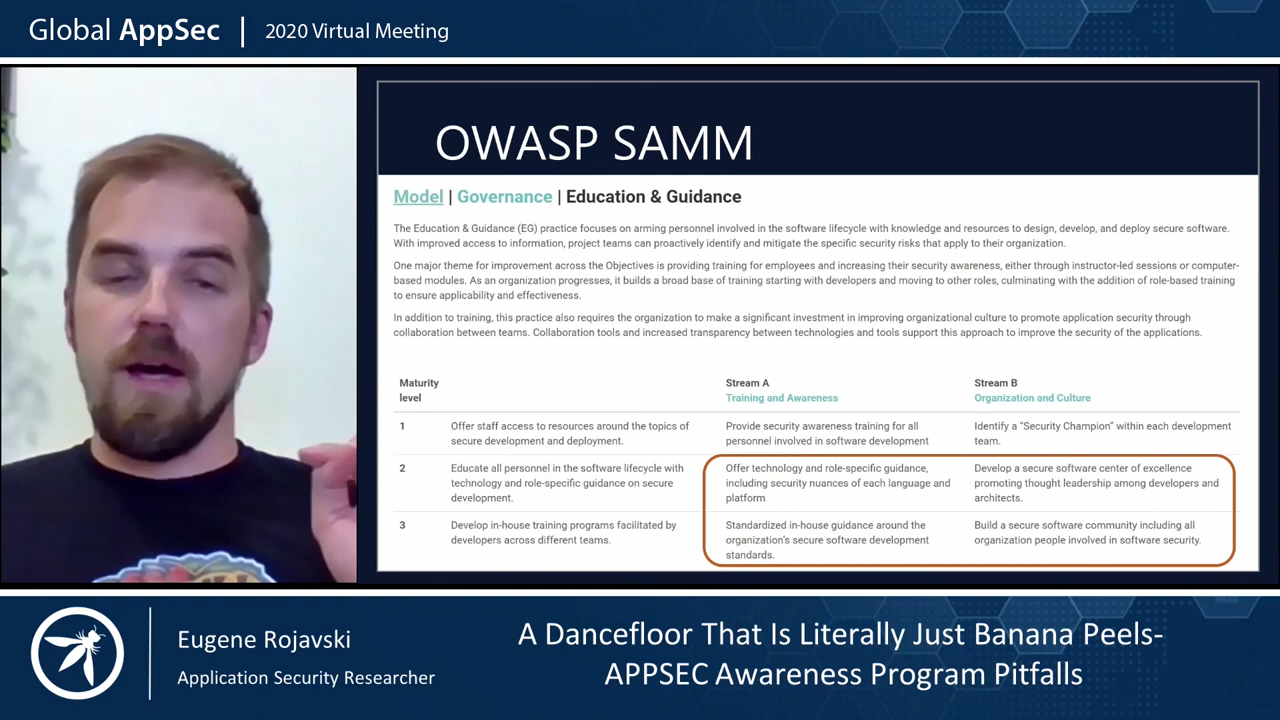 Global AppSec | 2020 Virtual Meeting
OWASP SAMM
Model | Governance | Education & Guidance
The Education & Guidance (EG) practice focuses on arming personnel involved in the software lifecycle with knowledge and resources to design, develop, and deploy secure software.
With improved access to information, project teams can proactively identify and mitigate the specific security risks that apply to their organization.
One major theme for improvement across the Objectives is providing training for employees and increasing their security awareness, either through instructor-led sessions or computer-
based modules. As an organization progresses, it builds a broad base of training starting with developers and moving to other roles, culminating with the addition of role-based training
to ensure applicability and effectiveness.
In addition to training, this practice also requires the organization to make a significant investment in improving organizational culture to promote application security through
collaboration between teams. Collaboration tools and increased transparency between technologies and tools support this approach to improve the security of the applications.
Maturity
level
Stream A
Training and Awareness
Stream B
Organization and Culture
1
Offer staff access to resources around the topics of
secure development and deployment.
Provide security awareness training for all
personnel involved in software development
Identify a “Security Champion” within each development
team.
2
Educate all personnel in the software lifecycle with
technology and role-specific guidance on secure
development.
Offer technology and role-specific guidance,
including security nuances of each language and
platform
Develop a secure software center of excellence
promoting thought leadership among developers and
architects.
3
Develop in-house training programs facilitated by
developers across different teams.
Standardized in-house guidance around the
organization's secure software development
standards.
Build a secure software community including all
organization people involved in software security.
Eugene Rojavski
Application Security Researcher
A Dancefloor That Is Literally Just Banana Peels-
APPSEC Awareness Program Pitfalls